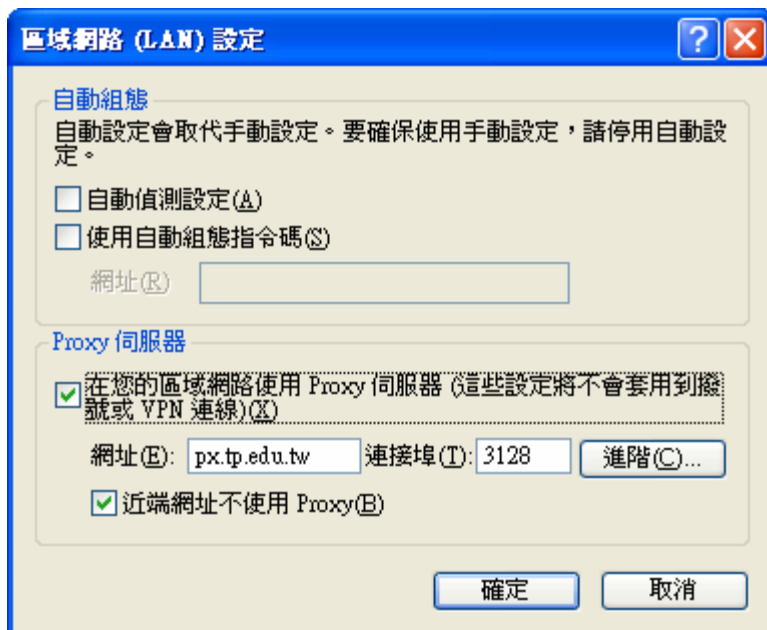 區域網路 (LAN) 設定
自動組態
自動設定會取代手動設定。要確保使用手動設定，請停用自動設
定。
自動偵測設定(A)
使用自動組態指令碼(S)
網址(R)
Proxy 伺服器
在您的區域網路使用 Proxy 伺服器 (這些設定將不會套用到撥
號或 VPN 連線)(X)
網址(E): px.tp.edu.tw 連接埠(T): 3128 進階(C)...
近端網址不使用 Proxy(B)
確定 取消